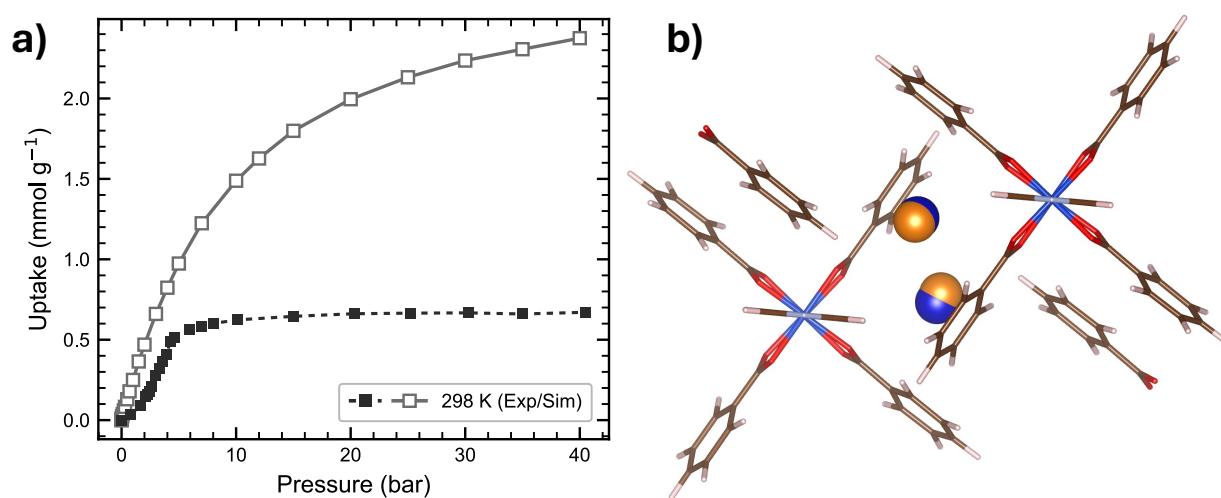 a)
b)
Uptake (mmol g⁻¹)
2.0
1.5
1.0
0.5
0.0
298 K (Exp/Sim)
0 10 20 30 40
Pressure (bar)